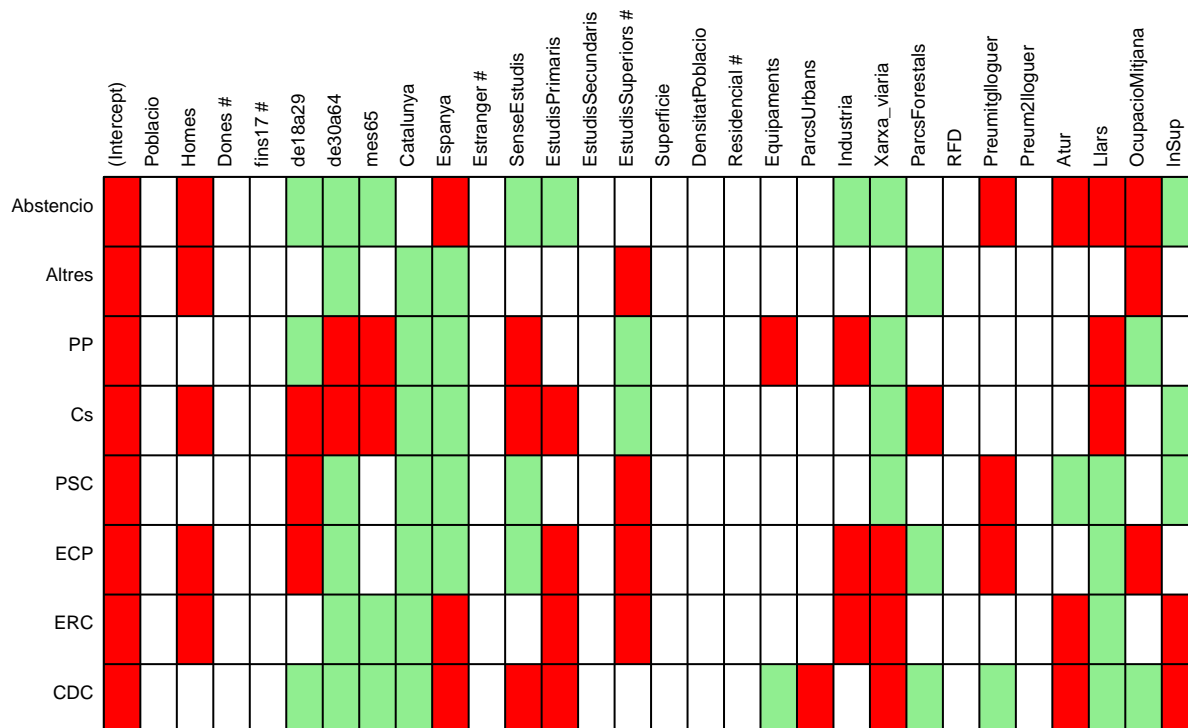 (Intercept)
Poblacio
Homes
Dones #
fins17 #
de18a29
de30a64
mes65
Catalunya
Espanya
Estranger #
SenseEstudis
EstudisPrimaris
EstudisSecundaris
EstudisSuperiors #
Superficie
DensitatPoblacio
Residencial #
Equipaments
ParcsUrbans
Industria
Xarxa_viaria
ParcsForestals
RFD
Preumitglloguer
Preum2lloguer
Atur
Llars
OcupacioMitjana
InSup
Abstencio
Altres
PP
Cs
PSC
ECP
ERC
CDC